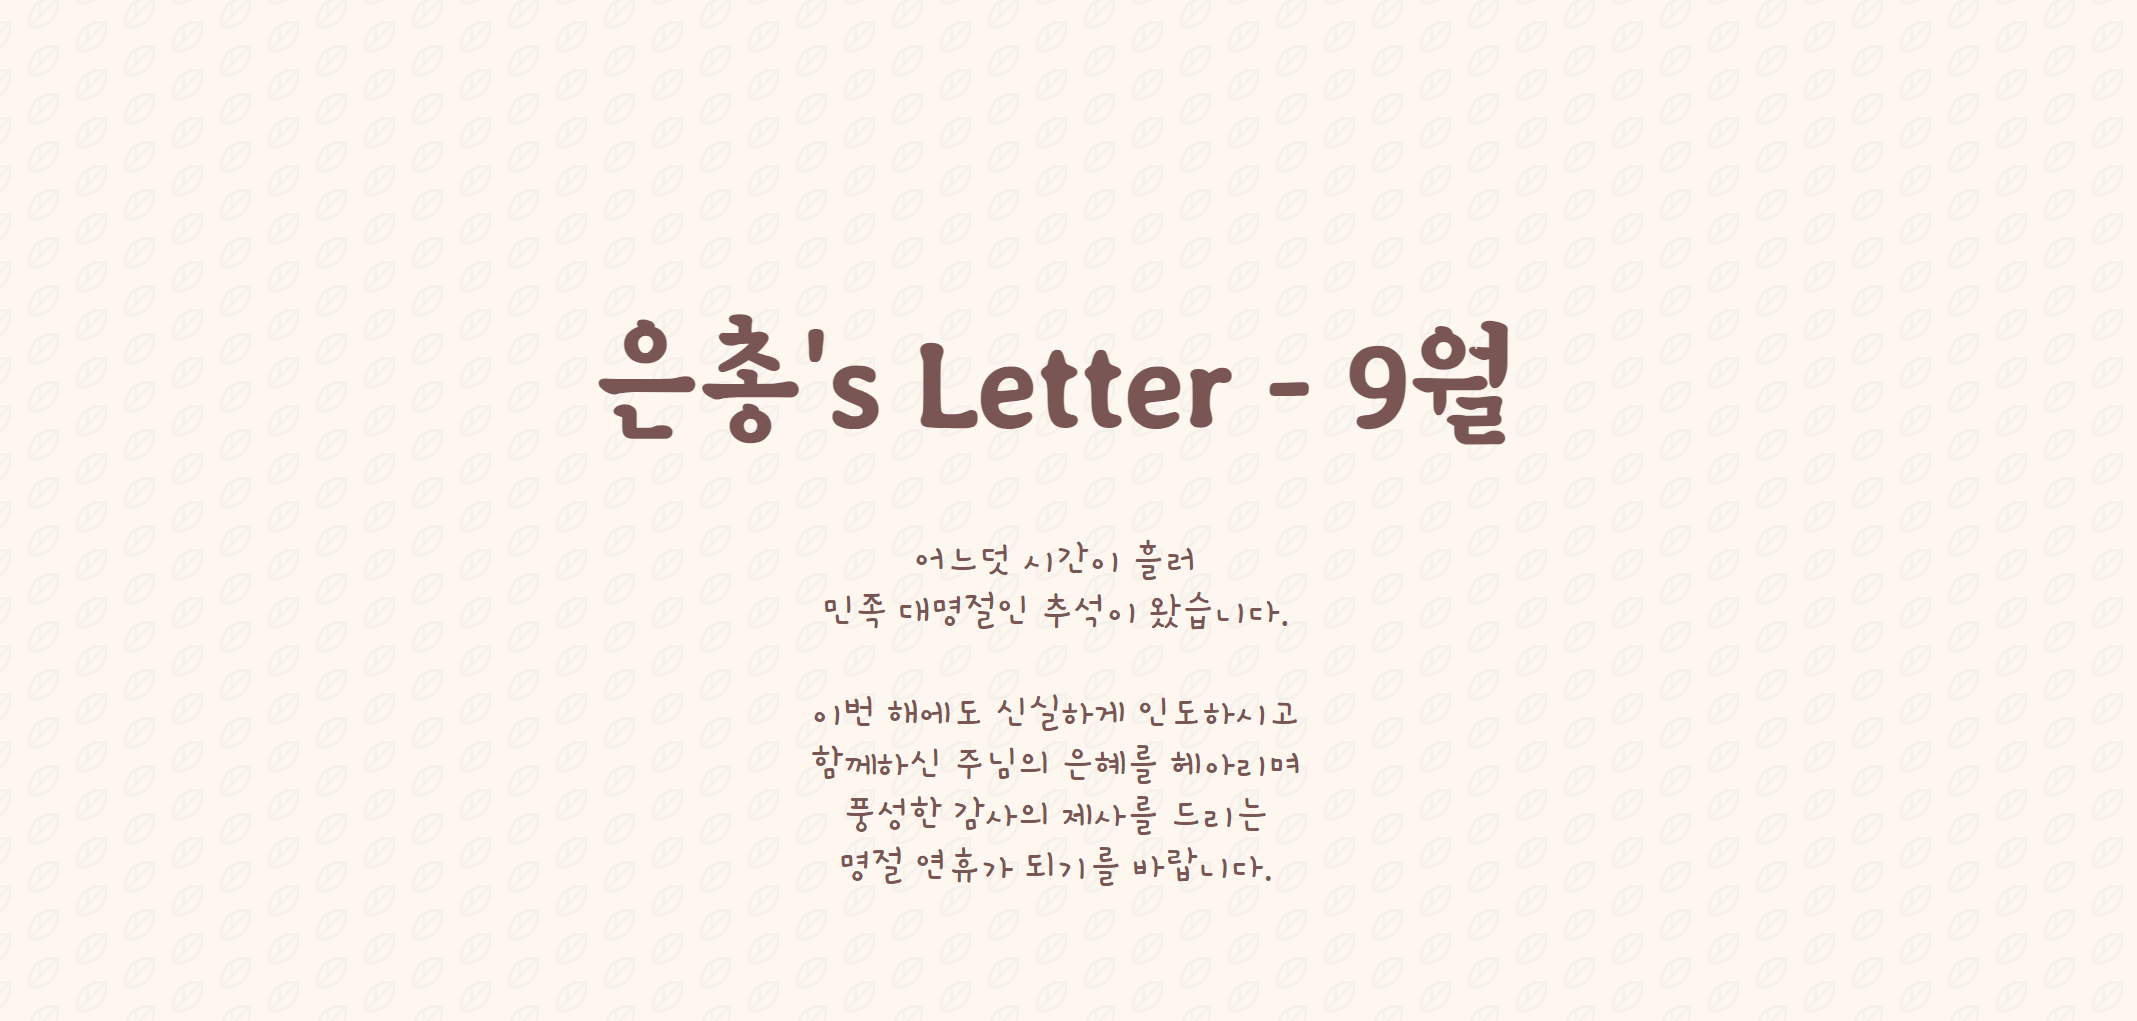 은총's Letter - 9월
어느덧 시간이 흘러
민족 대명절인 추석이 왔습니다.
이번 해에도 신실하게 인도하시고
함께하신 주님의 은혜를 헤아리며
풍성한 감사의 제사를 드리는
명절 연휴가 되기를 바랍니다.